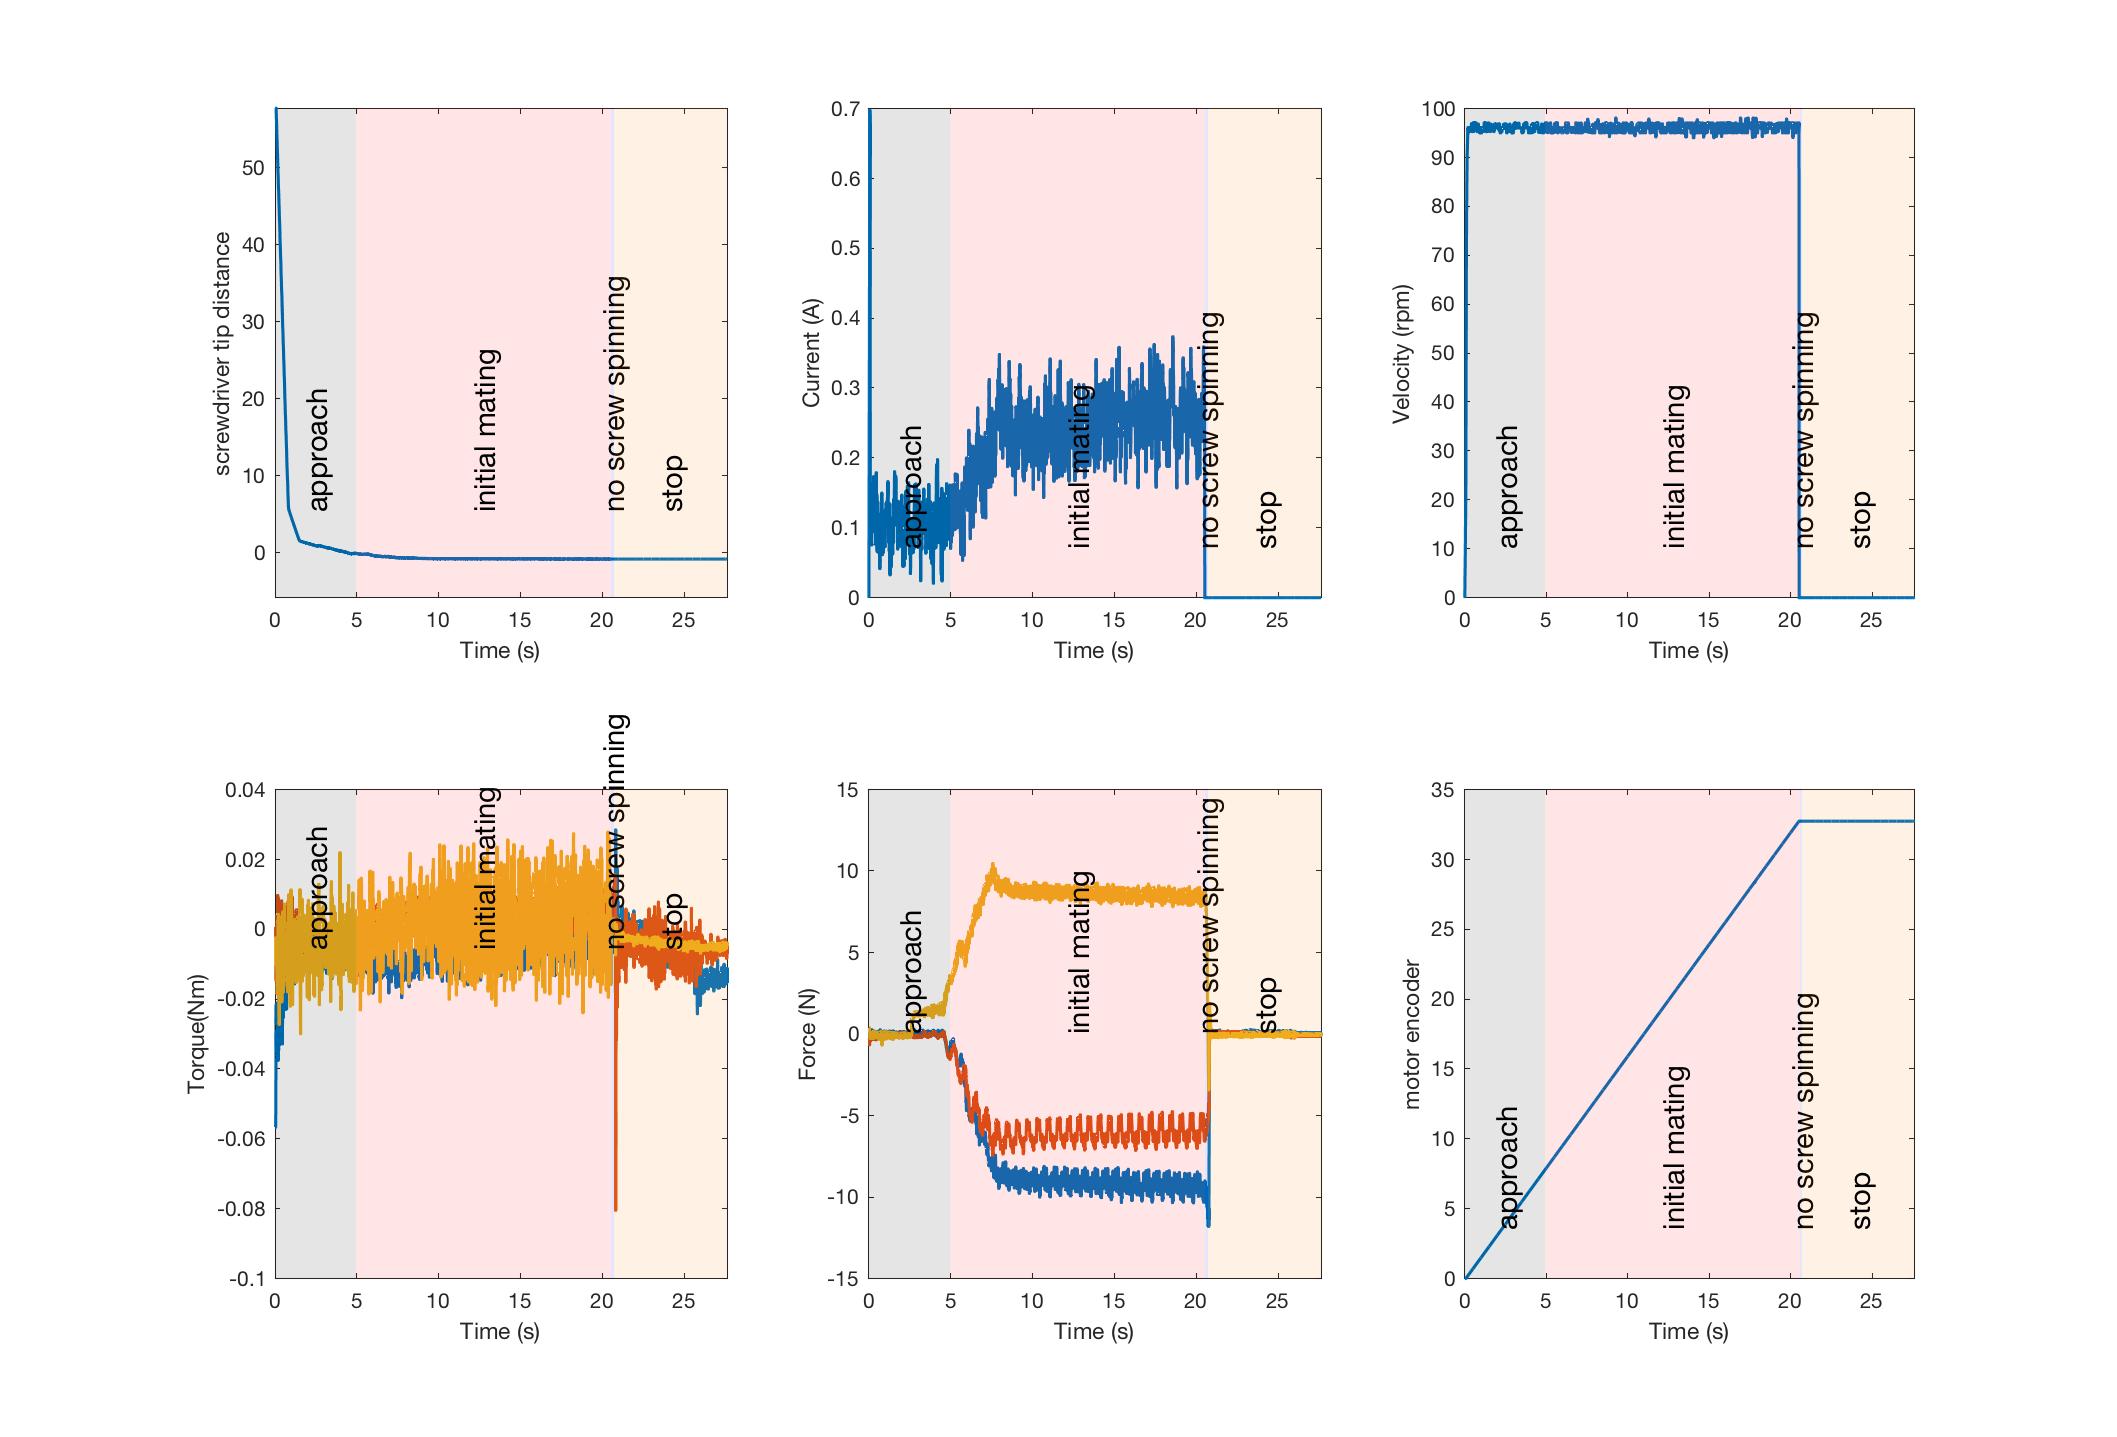 50
40
30
20
10
0
screwdriver tip distance
approach
initial mating
no screw spinning
stop
0 5 10 15 20 25
Time (s)
0.7
0.6
0.5
0.4
0.3
0.2
0.1
0
Current (A)
approach
initial mating
no screw spinning
stop
0 5 10 15 20 25
Time (s)
100
90
80
70
60
50
40
30
20
10
0
Velocity (rpm)
approach
initial mating
no screw spinning
stop
0 5 10 15 20 25
Time (s)
0.04
0.02
0
-0.02
-0.04
-0.06
-0.08
-0.1
Torque(Nm)
approach
initial mating
no screw spinning
stop
0 5 10 15 20 25
Time (s)
15
10
5
0
-5
-10
-15
Force (N)
approach
initial mating
no screw spinning
stop
0 5 10 15 20 25
Time (s)
35
30
25
20
15
10
5
0
motor encoder
approach
initial mating
no screw spinning
stop
0 5 10 15 20 25
Time (s)